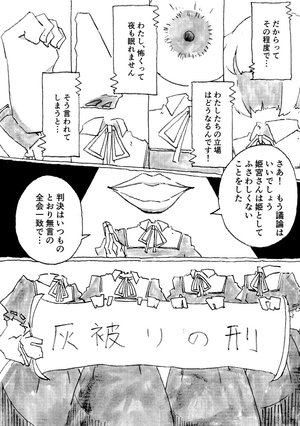 だからって
その程度で…
わたしたちの立場
はどうなるんです！
わたし、怖くって
夜も眠れません
そう言われて
しまうと…
さあ！もう議論は
いいでしょう
姫宮さんは姫として
ふさわしくない
ことをした
判決はいつもの
とおり無言の
全会一致で…
灰被りの刑